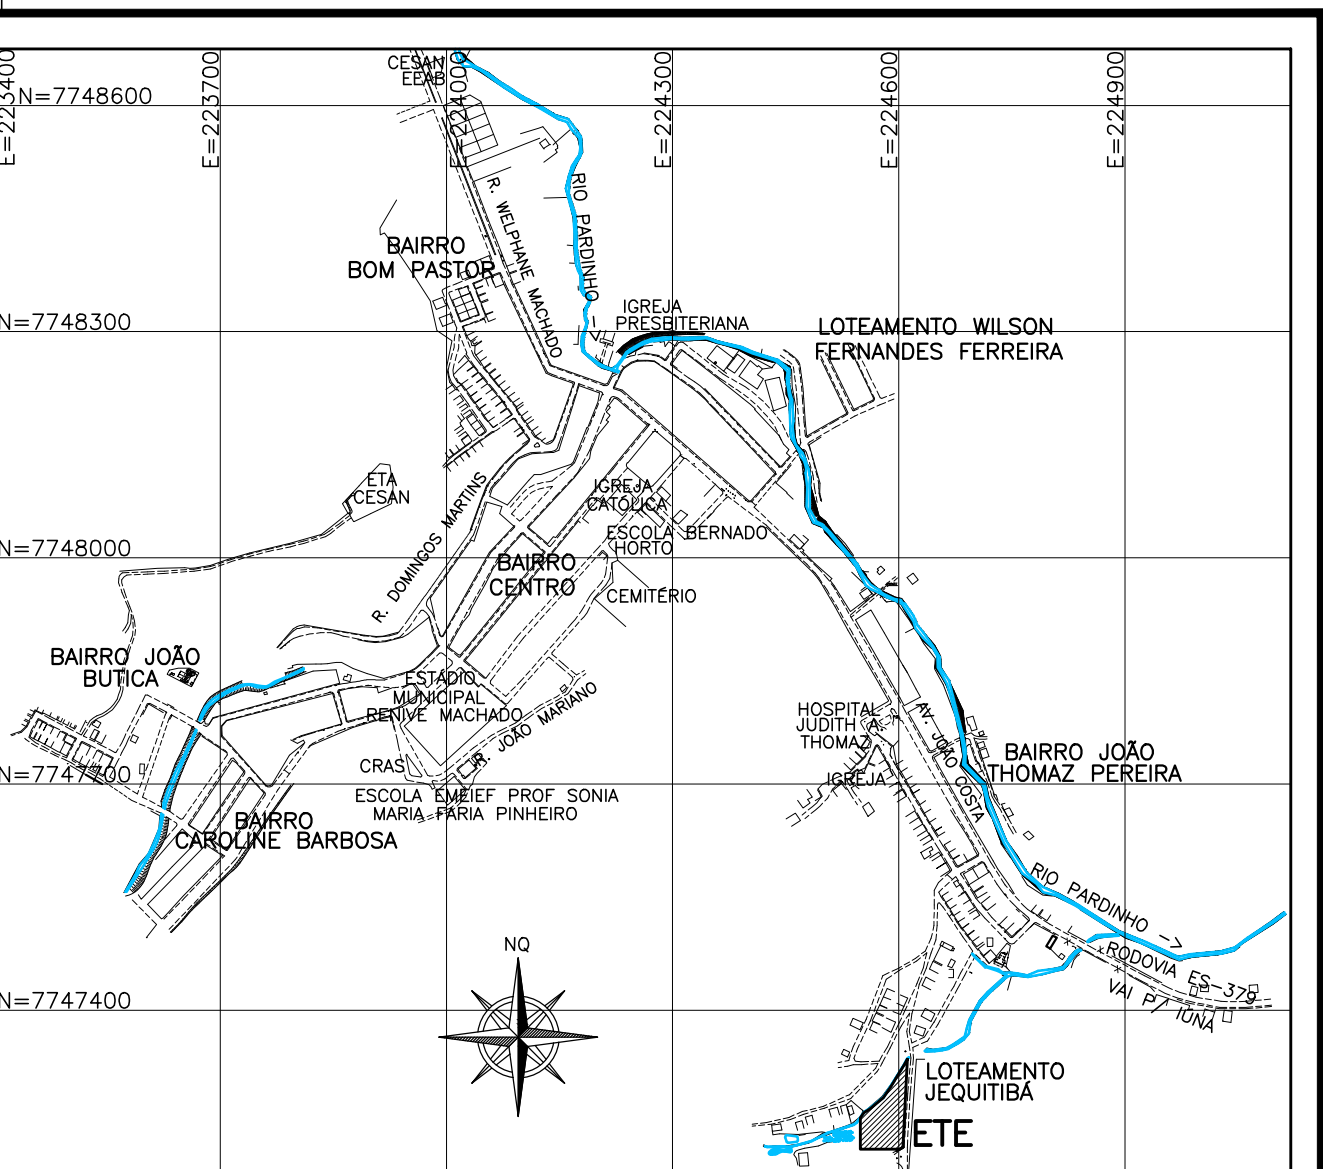 E=223400
E=223700
E=224000
E=224300
E=224600
E=224900
CESAN
EEAB
N=7748600
R. WELPHANE MACHADO
RIO PARDINHO ->
BAIRRO
BOM PASTOR
IGREJA
PRESBITERIANA
N=7748300
LOTEAMENTO WILSON
FERNANDES FERREIRA
ETA
CESAN
R. DOMINGOS MARTINS
IGREJA
CATÓLICA
ESCOLA BERNADO
HORTO
N=7748000
BAIRRO
CENTRO
CEMITÉRIO
BAIRRO JOÃO
BUTICA
ESTÁDIO
MUNICIPAL
RENIVE MACHADO
R. JOÃO MARIANO
HOSPITAL
JUDITH A.
THOMAZ
AV. JOÃO COSTA
BAIRRO JOÃO
THOMAZ PEREIRA
IGREJA
CRAS
N=7747700
ESCOLA EMEIEF PROF SONIA
MARIA FARIA PINHEIRO
BAIRRO
CAROLINE BARBOSA
RIO PARDINHO ->
NQ
RODOVIA ES-379
VAI P/ IÚNA
N=7747400
LOTEAMENTO
JEQUITIBÁ
ETE